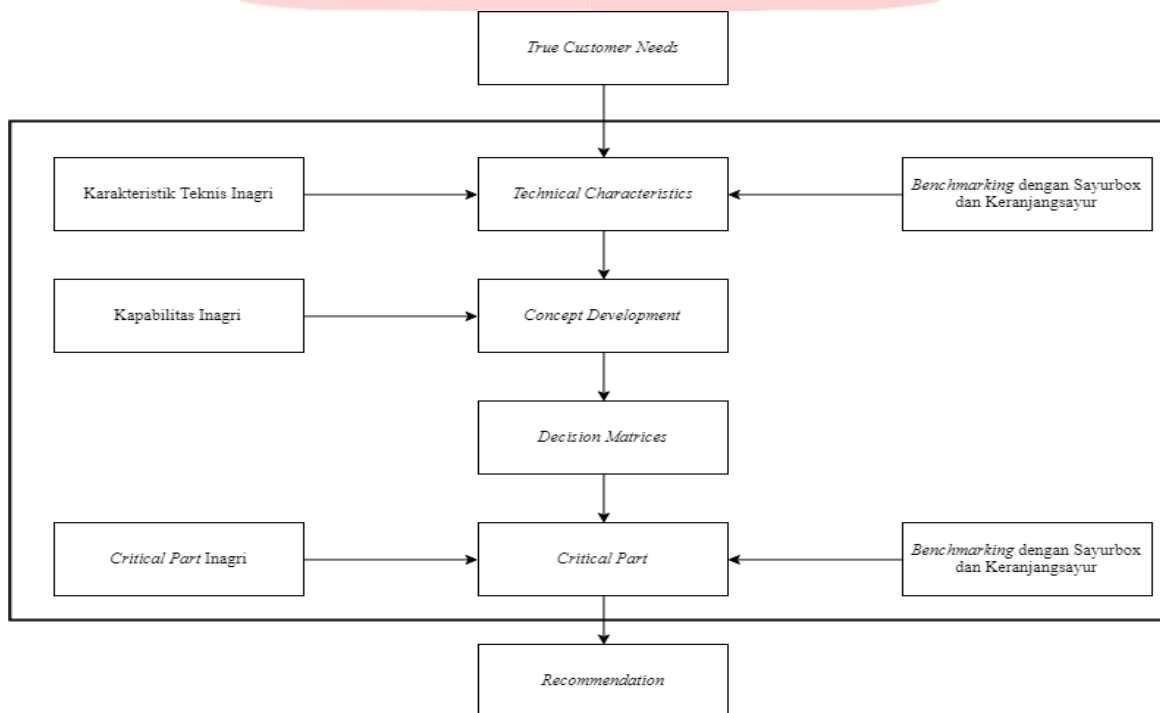 True Customer Needs
Karakteristik Teknis Inagri
Technical Characteristics
Benchmarking dengan Sayurbox
dan Keranjangsayur
Kapabilitas Inagri
Concept Development
Decision Matrices
Critical Part Inagri
Critical Part
Benchmarking dengan Sayurbox
dan Keranjangsayur
Recommendation